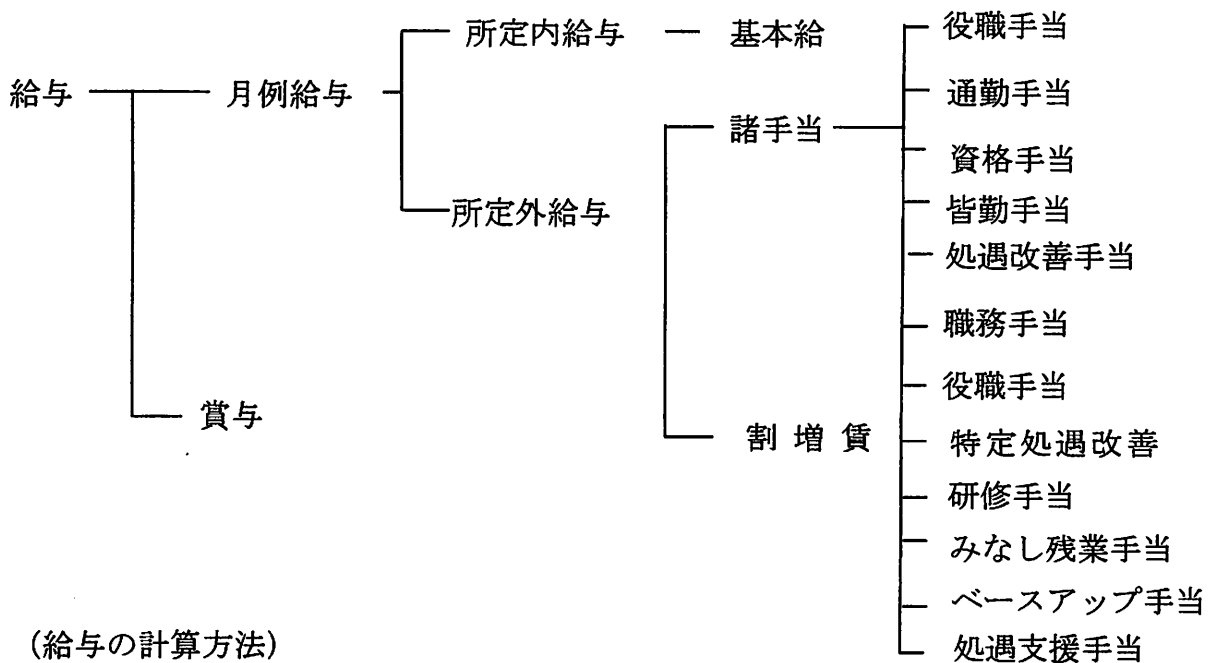 所定内給与 基本給 役職手当
給与 月例給与 通勤手当
諸手当
資格手当
所定外給与 皆勤手当
処遇改善手当
職務手当
役職手当
賞与
割増賃 特定処遇改善
研修手当
みなし残業手当
ベースアップ手当
(給与の計算方法) 処遇支援手当